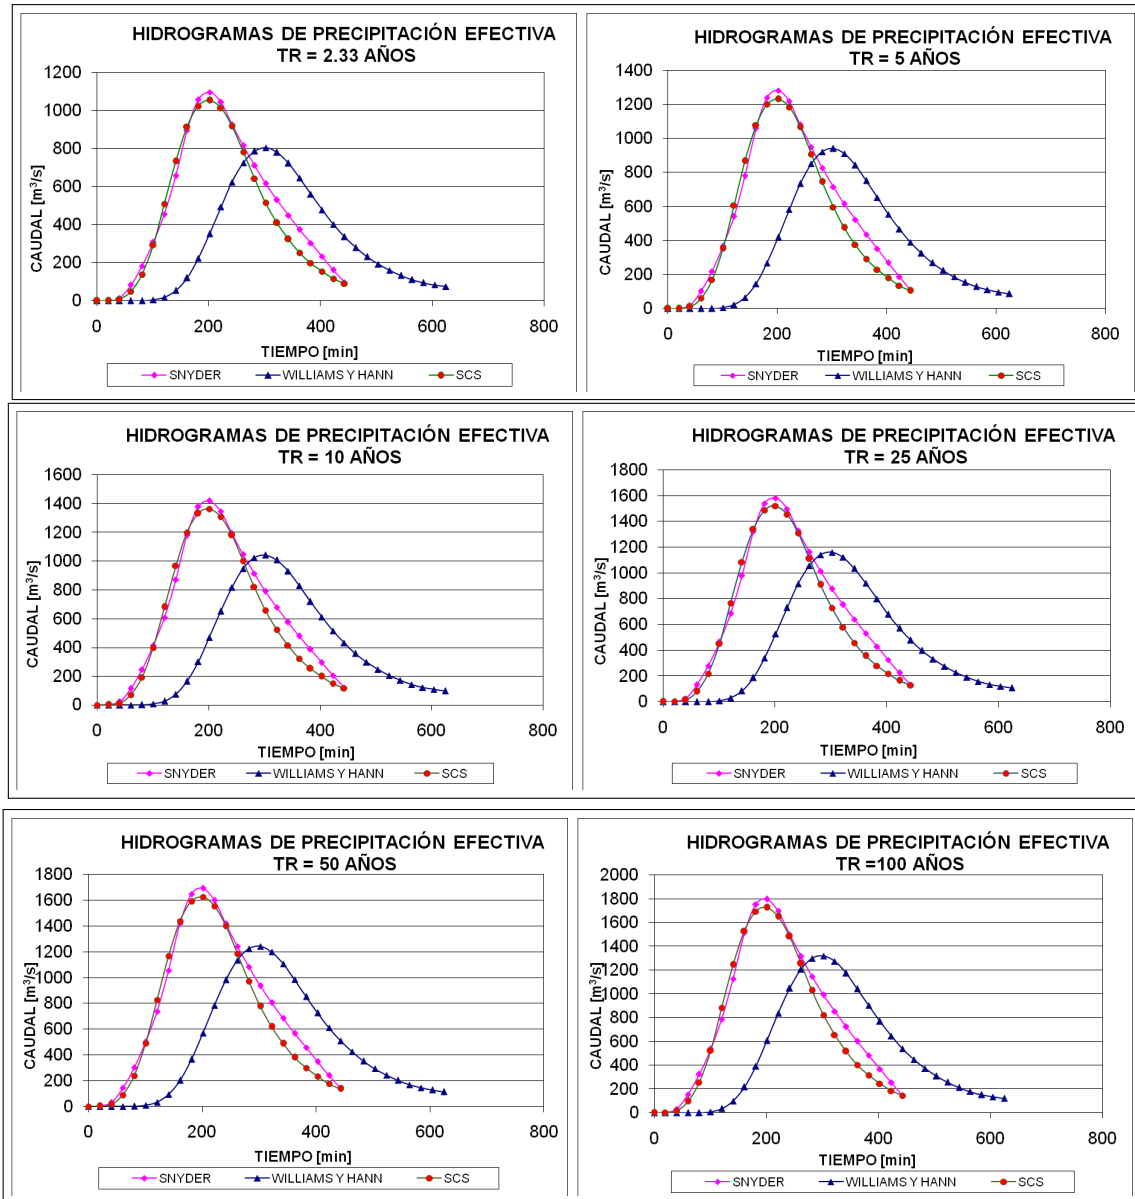 HIDROGRAMAS DE PRECIPITACIÓN EFECTIVA
TR = 2.33 AÑOS
1200
1000
800
600
400
200
0
0 200 400 600 800
CAUDAL [m³/s]
TIEMPO [min]
SNYDER WILLIAMS Y HANN SCS
HIDROGRAMAS DE PRECIPITACIÓN EFECTIVA
TR = 5 AÑOS
1400
1200
1000
800
600
400
200
0
0 200 400 600 800
CAUDAL [m³/s]
TIEMPO [min]
SNYDER WILLIAMS Y HANN SCS
HIDROGRAMAS DE PRECIPITACIÓN EFECTIVA
TR = 10 AÑOS
1600
1400
1200
1000
800
600
400
200
0
0 200 400 600 800
CAUDAL [m³/s]
TIEMPO [min]
SNYDER WILLIAMS Y HANN SCS
HIDROGRAMAS DE PRECIPITACIÓN EFECTIVA
TR = 25 AÑOS
1800
1600
1400
1200
1000
800
600
400
200
0
0 200 400 600 800
CAUDAL [m³/s]
TIEMPO [min]
SNYDER WILLIAMS Y HANN SCS
HIDROGRAMAS DE PRECIPITACIÓN EFECTIVA
TR = 50 AÑOS
1800
1600
1400
1200
1000
800
600
400
200
0
0 200 400 600 800
CAUDAL [m³/s]
TIEMPO [min]
SNYDER WILLIAMS Y HANN SCS
HIDROGRAMAS DE PRECIPITACIÓN EFECTIVA
TR =100 AÑOS
2000
1800
1600
1400
1200
1000
800
600
400
200
0
0 200 400 600 800
CAUDAL [m³/s]
TIEMPO [min]
SNYDER WILLIAMS Y HANN SCS